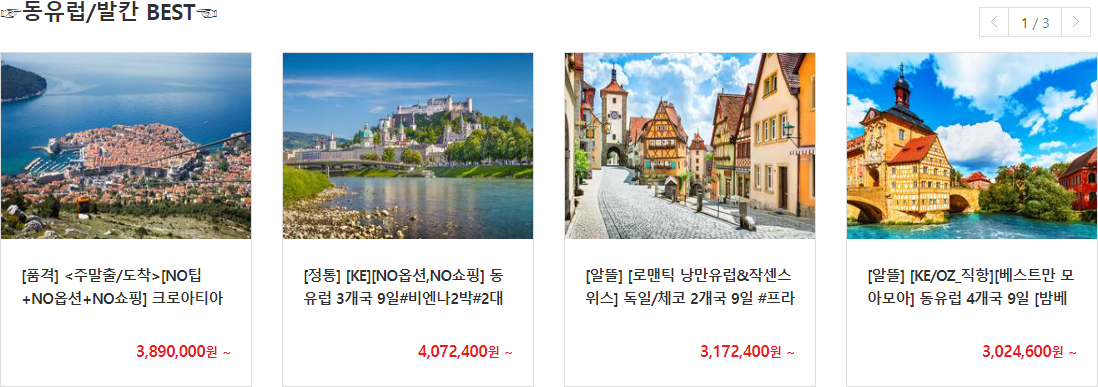 ☞동유럽/발칸 BEST☜
1 / 3
[품격] <주말출/도착>[NO팁
+NO옵션+NO쇼핑] 크로아티아
3,890,000원 ~
[정통] [KE][NO옵션,NO쇼핑] 동
유럽 3개국 9일#비엔나2박#2대
4,072,400원 ~
[알뜰] [로맨틱 낭만유럽&작센스
위스] 독일/체코 2개국 9일 #프라
3,172,400원 ~
[알뜰] [KE/OZ_직항][베스트만 모
아모아] 동유럽 4개국 9일 [밤베
3,024,600원 ~